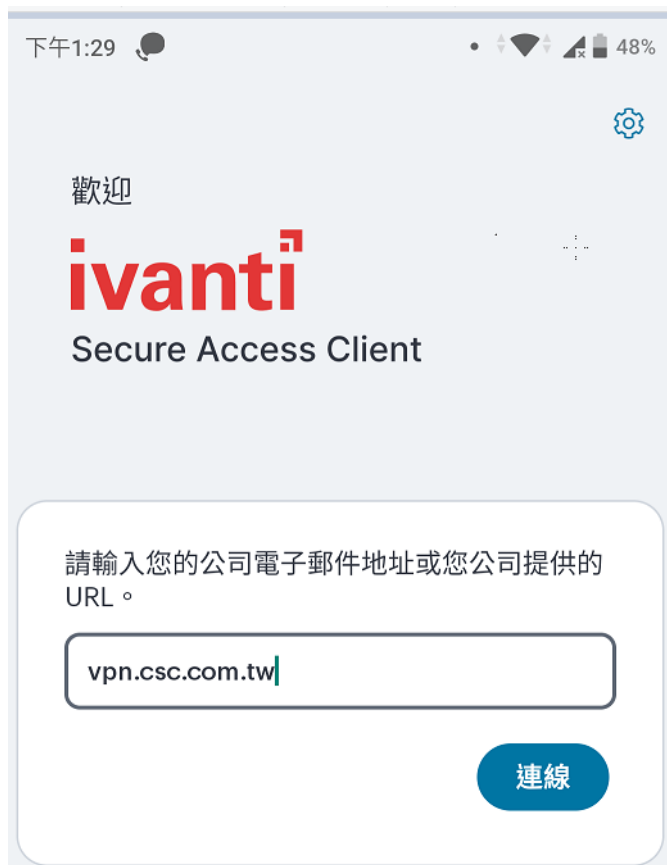 下午1:29 48%
歡迎
ivanti
Secure Access Client
請輸入您的公司電子郵件地址或您公司提供的
URL。
vpn.csc.com.tw
連線